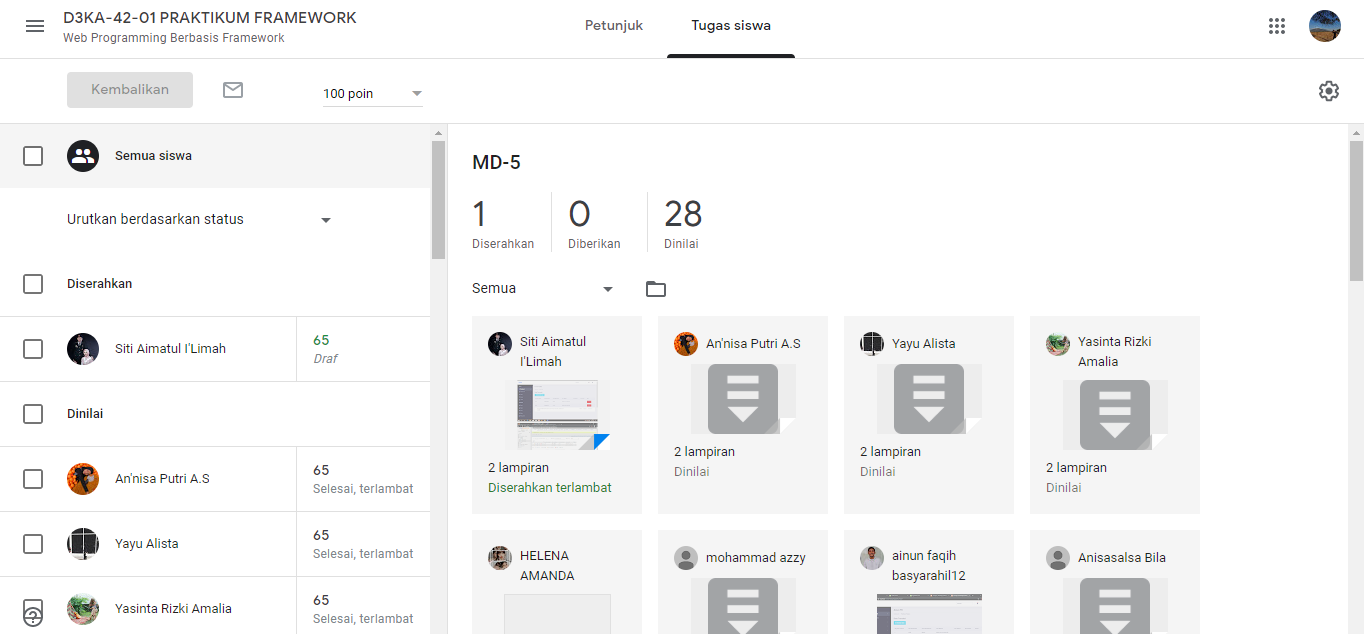 D3KA-42-01 PRAKTIKUM FRAMEWORK
Web Programming Berbasis Framework
Petunjuk
Tugas siswa
Kembalikan
100 poin
Semua siswa
Urutkan berdasarkan status
Diserahkan
Siti Aimatul I'Limah
65
Draf
Dinilai
An'nisa Putri A.S
65
Selesai, terlambat
Yayu Alista
65
Selesai, terlambat
Yasinta Rizki Amalia
65
Selesai, terlambat
MD-5
1
Diserahkan
0
Diberikan
28
Dinilai
Semua
Siti Aimatul
I'Limah
2 lampiran
Diserahkan terlambat
An'nisa Putri A.S
2 lampiran
Dinilai
Yayu Alista
2 lampiran
Dinilai
Yasinta Rizki
Amalia
2 lampiran
Dinilai
HELENA
AMANDA
mohammad azzy
ainun faqih
basyarahil12
Anisasalsa Bila